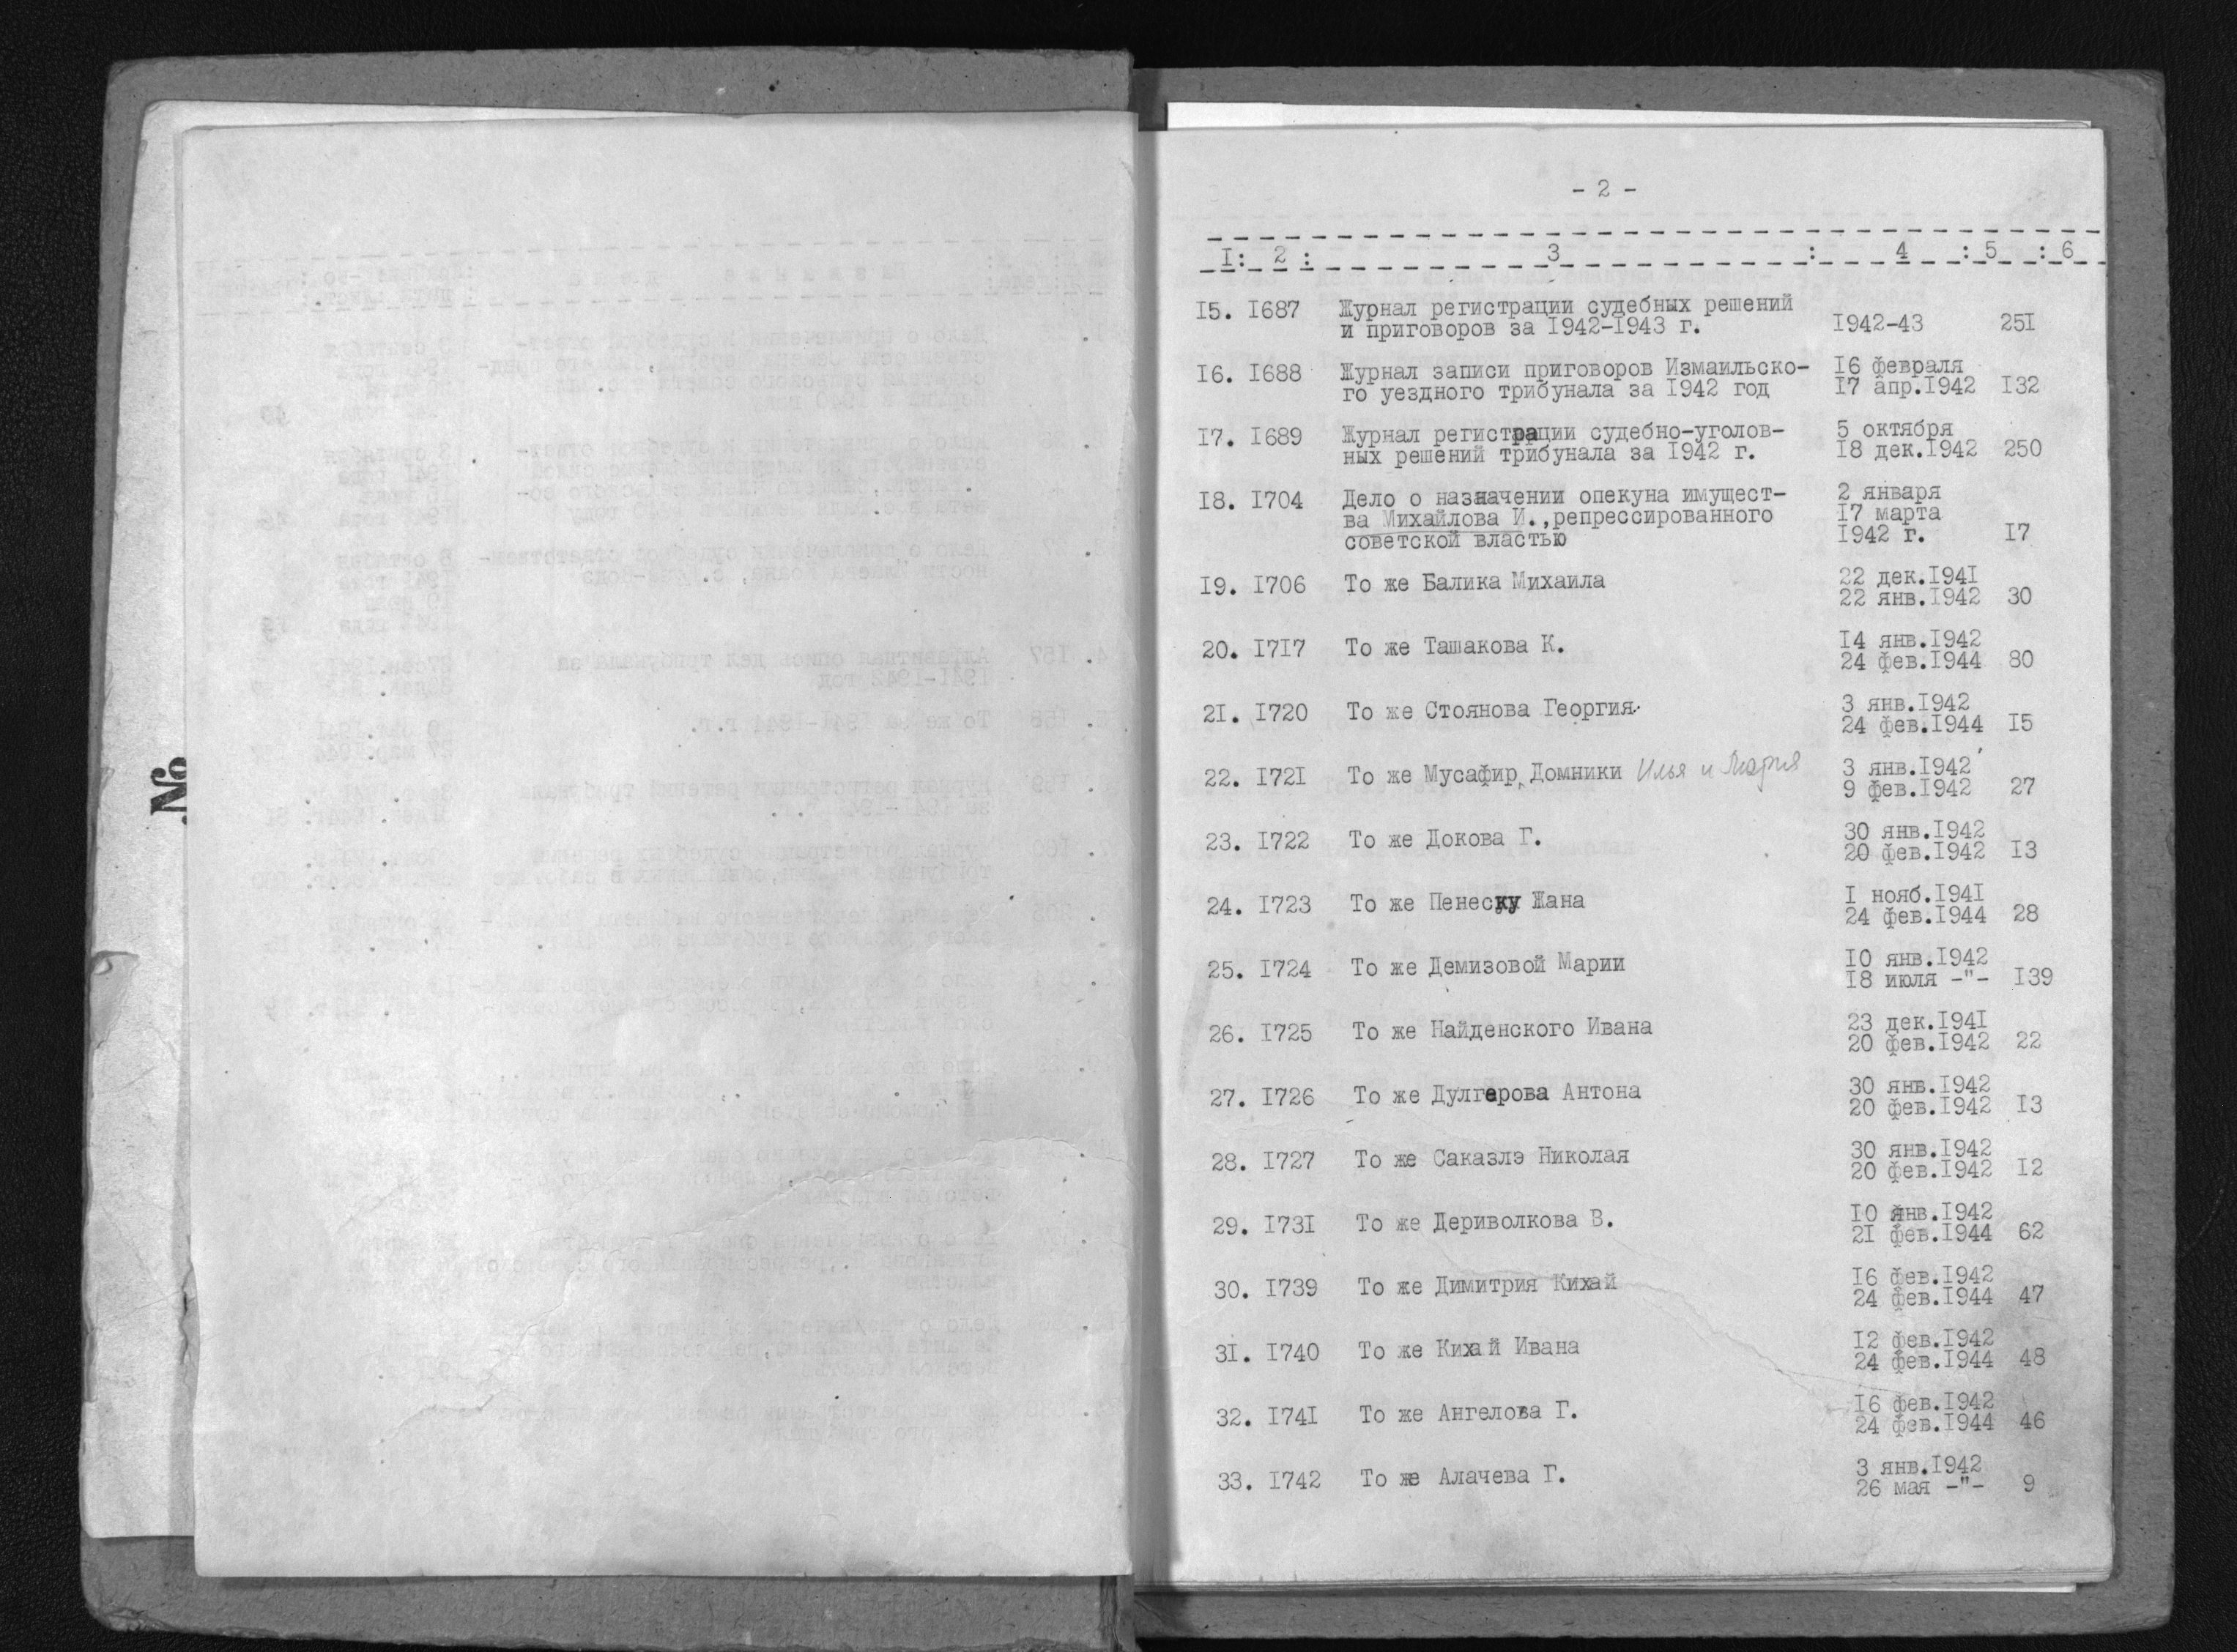 №
- 2 -
I: 2 : 3 : 4 : 5 : 6
I5. I687 Журнал регистрации судебных решений
и приговоров за I942-I943 г. I942-43 25I
I6. I688 Журнал записи приговоров Измаильско- I6 февраля
го уездного трибунала за I942 год I7 апр.I942 I32
I7. I689 Журнал регистрации судебно-уголов- 5 октября
ных решений трибунала за I942 г. I8 дек.I942 250
I8. I704 Дело о назначении опекуна имущест- 2 января
ва Михайлова И.,репрессированного I7 марта
советской властью I942 г. I7
I9. I706 То же Балика Михаила 22 дек.I94I
22 янв.I942 30
20. I7I7 То же Ташакова К. I4 янв.I942
24 фев.I944 80
2I. I720 То же Стоянова Георгия 3 янв.I942
24 фев.I944 I5
22. I72I То же Мусафир Домники Илья и Мария 3 янв.I942
9 фев.I942 27
23. I722 То же Докова Г. 30 янв.I942
20 фев.I942 I3
24. I723 То же Пенеску Жана I нояб.I94I
24 фев.I944 28
25. I724 То же Демизовой Марии I0 янв.I942
I8 июля -"- I39
26. I725 То же Найденского Ивана 23 дек.I94I
20 фев.I942 22
27. I726 То же Дулгерова Антона 30 янв.I942
20 фев.I942 I3
28. I727 То же Саказлэ Николая 30 янв.I942
20 фев.I942 I2
29. I73I То же Дериволкова В. I0 янв.I942
2I фев.I944 62
30. I739 То же Димитрия Кихай I6 фев.I942
24 фев.I944 47
3I. I740 То же Кихай Ивана I2 фев.I942
24 фев.I944 48
32. I74I То же Ангелова Г. I6 фев.I942
24 фев.I944 46
33. I742 То же Алачева Г. 3 янв.I942
26 мая -"- 9